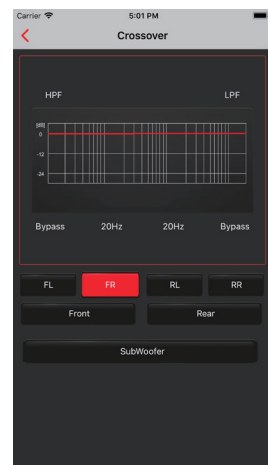 Carrier 5:01 PM
Crossover
HPF LPF
[dB]
0
-12
-24
Bypass 20Hz 20Hz Bypass
FL FR RL RR
Front Rear
SubWoofer